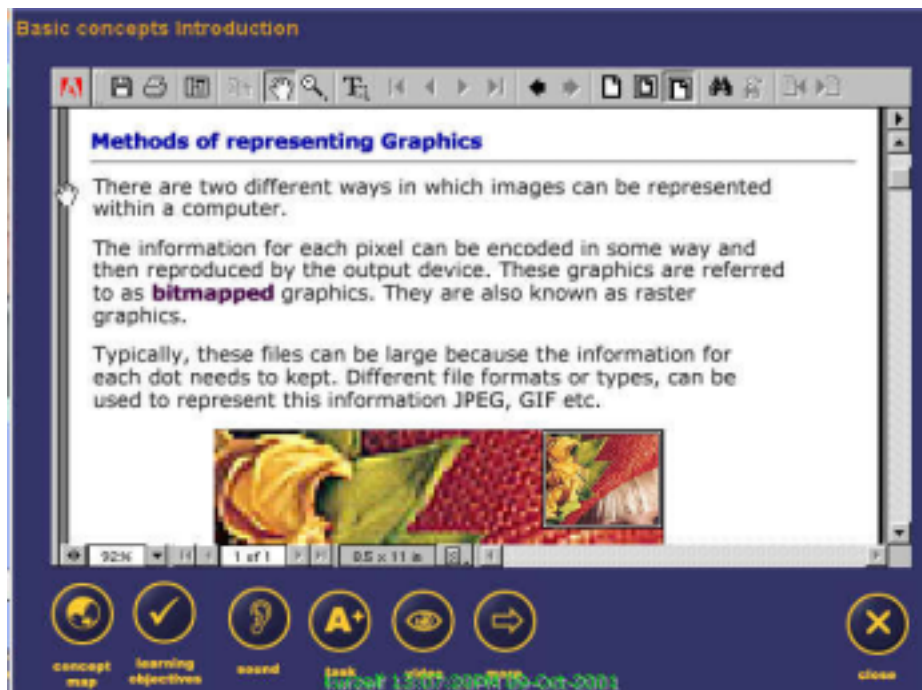 Basic concepts Introduction
Methods of representing Graphics
There are two different ways in which images can be represented
within a computer.
The information for each pixel can be encoded in some way and
then reproduced by the output device. These graphics are referred
to as bitmapped graphics. They are also known as raster
graphics.
Typically, these files can be large because the information for
each dot needs to kept. Different file formats or types, can be
used to represent this information JPEG, GIF etc.
92% 1 of 1 8.5 x 11 in
A+
concept
map
learning
objectives
sound
task
video
more
close
09-Oct-2001